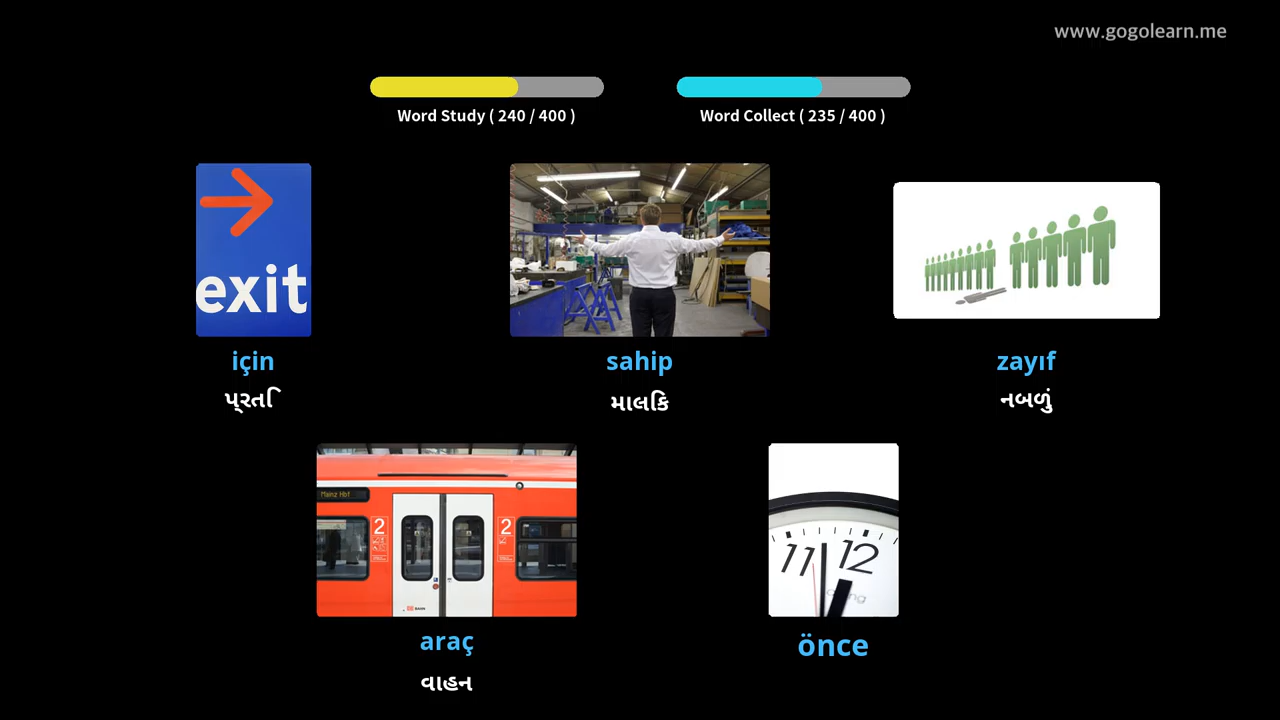 www.gogolearn.me
Word Study ( 240 / 400 )
Word Collect ( 235 / 400 )
exit
için
પ્રતિ
sahip
માલિક
zayıf
નબળું
Mainz Hbf
2
2
araç
વાહન
11
12
önce